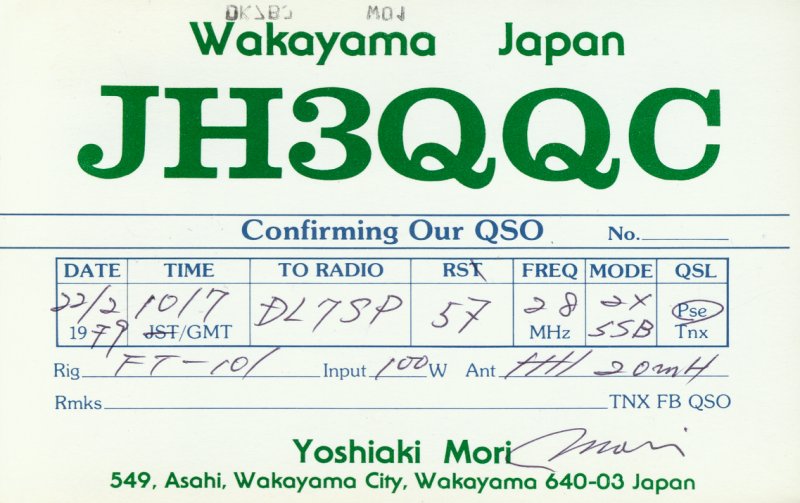 Wakayama Japan
JH3QQC
Confirming Our QSO No.
DATE TIME TO RADIO RST FREQ MODE QSL
22/2 1017 DL7SP 57 28 2X Pse
1979 JST/GMT MHz SSB Tnx
Rig FT-101 Input 100 W Ant 20mH
Rmks TNX FB QSO
Yoshiaki Mori Mori
549, Asahi, Wakayama City, Wakayama 640-03 Japan